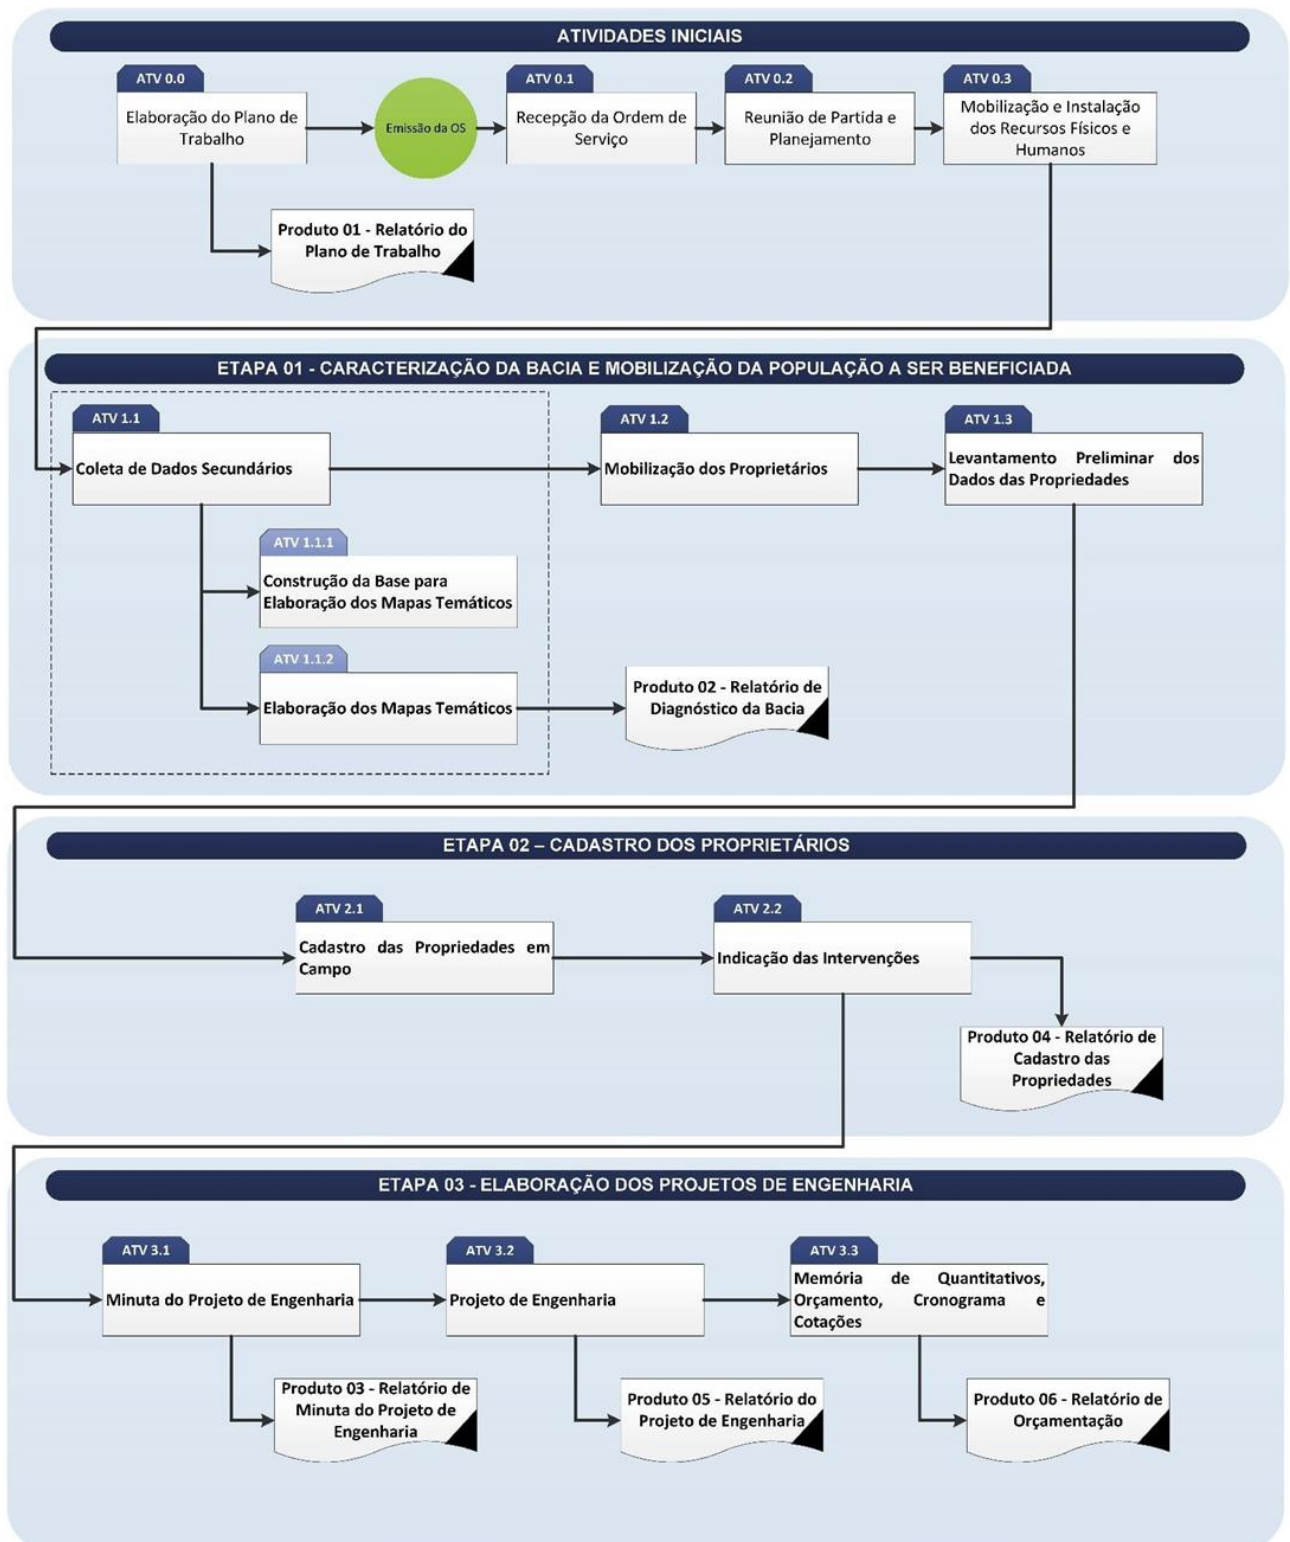 ATIVIDADES INICIAIS
ATV 0.0
Elaboração do Plano de
Trabalho
Emissão da OS
ATV 0.1
Recepção da Ordem de
Serviço
ATV 0.2
Reunião de Partida e
Planejamento
ATV 0.3
Mobilização e Instalação
dos Recursos Físicos e
Humanos
Produto 01 - Relatório do
Plano de Trabalho
ETAPA 01 - CARACTERIZAÇÃO DA BACIA E MOBILIZAÇÃO DA POPULAÇÃO A SER BENEFICIADA
ATV 1.1
Coleta de Dados Secundários
ATV 1.2
Mobilização dos Proprietários
ATV 1.3
Levantamento Preliminar dos
Dados das Propriedades
ATV 1.1.1
Construção da Base para
Elaboração dos Mapas Temáticos
ATV 1.1.2
Elaboração dos Mapas Temáticos
Produto 02 - Relatório de
Diagnóstico da Bacia
ETAPA 02 – CADASTRO DOS PROPRIETÁRIOS
ATV 2.1
Cadastro das Propriedades em
Campo
ATV 2.2
Indicação das Intervenções
Produto 04 - Relatório de
Cadastro das
Propriedades
ETAPA 03 - ELABORAÇÃO DOS PROJETOS DE ENGENHARIA
ATV 3.1
Minuta do Projeto de Engenharia
ATV 3.2
Projeto de Engenharia
ATV 3.3
Memória de Quantitativos,
Orçamento, Cronograma e
Cotações
Produto 03 - Relatório de
Minuta do Projeto de
Engenharia
Produto 05 - Relatório do
Projeto de Engenharia
Produto 06 - Relatório de
Orçamentação